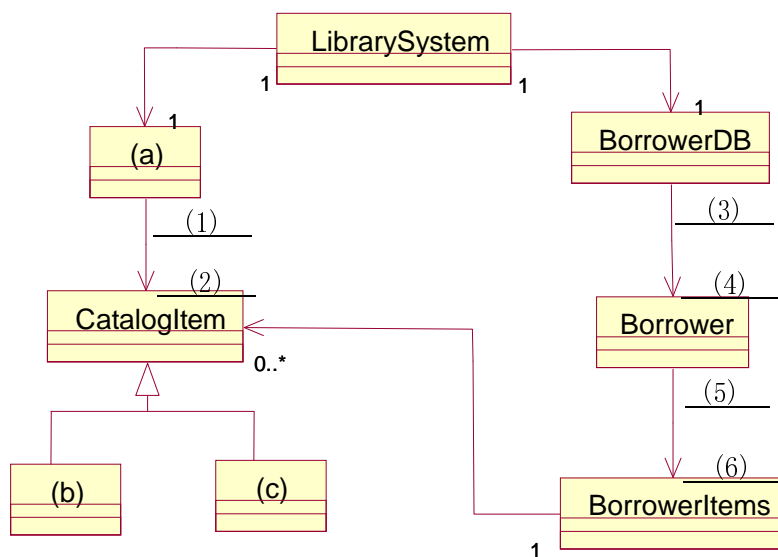 LibrarySystem
1
1
1
1
(a)
BorrowerDB
(1)
(3)
(2)
(4)
CatalogItem
Borrower
0..*
(5)
(b)
(c)
(6)
BorrowerItems
1